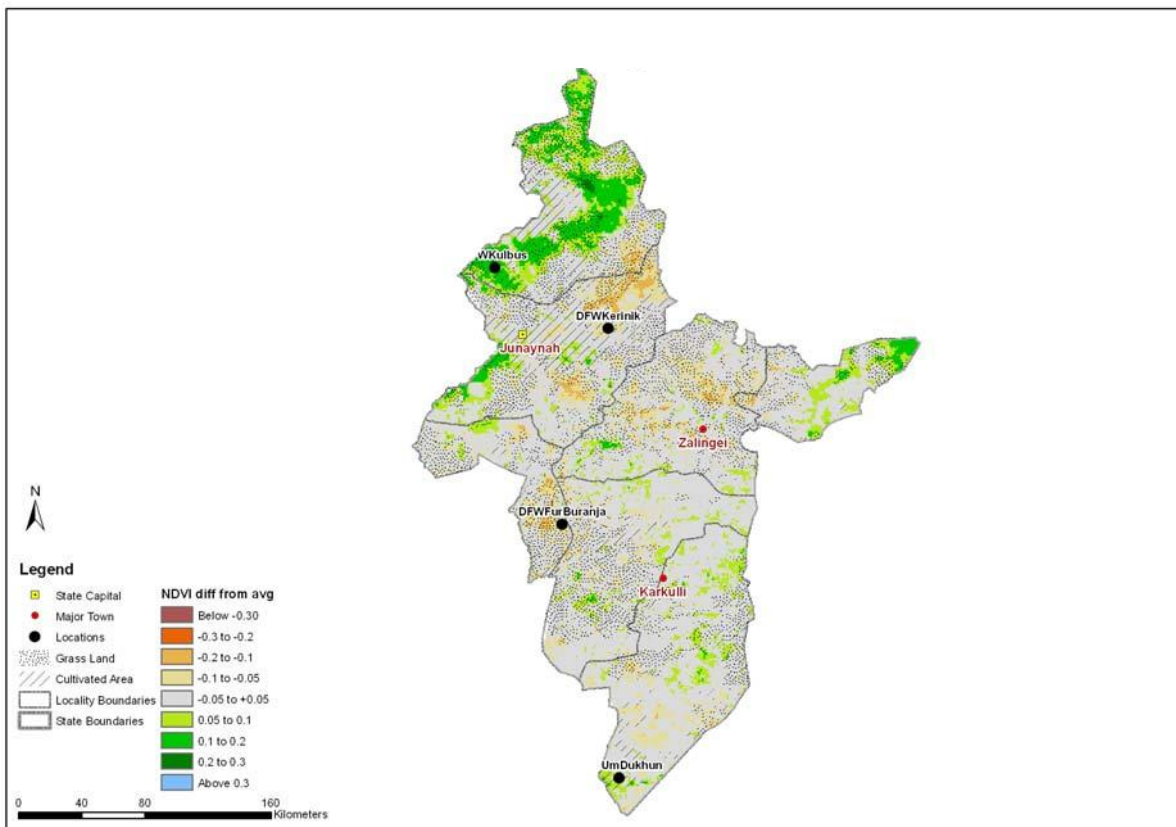 WKulbus
DFWKerinik
Junaynah
Zalingei
DFWFurBuranja
Karkulli
UmDukhun
N
Legend
State Capital
Major Town
Locations
Grass Land
Cultivated Area
Locality Boundaries
State Boundaries
NDVI diff from avg
Below -0.30
-0.3 to -0.2
-0.2 to -0.1
-0.1 to -0.05
-0.05 to +0.05
0.05 to 0.1
0.1 to 0.2
0.2 to 0.3
Above 0.3
0 40 80 160
Kilometers